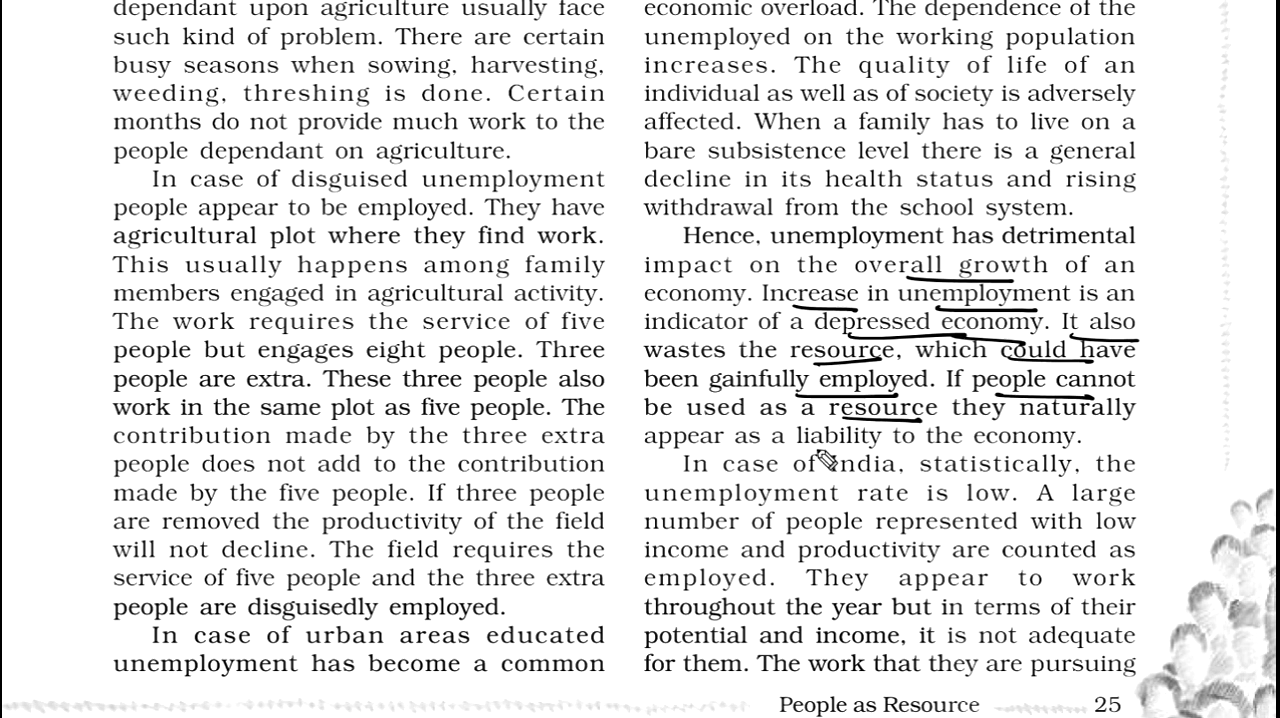 dependant upon agriculture usually face
such kind of problem. There are certain
busy seasons when sowing, harvesting,
weeding, threshing is done. Certain
months do not provide much work to the
people dependant on agriculture.
In case of disguised unemployment
people appear to be employed. They have
agricultural plot where they find work.
This usually happens among family
members engaged in agricultural activity.
The work requires the service of five
people but engages eight people. Three
people are extra. These three people also
work in the same plot as five people. The
contribution made by the three extra
people does not add to the contribution
made by the five people. If three people
are removed the productivity of the field
will not decline. The field requires the
service of five people and the three extra
people are disguisedly employed.
In case of urban areas educated
unemployment has become a common
economic overload. The dependence of the
unemployed on the working population
increases. The quality of life of an
individual as well as of society is adversely
affected. When a family has to live on a
bare subsistence level there is a general
decline in its health status and rising
withdrawal from the school system.
Hence, unemployment has detrimental
impact on the overall growth of an
economy. Increase in unemployment is an
indicator of a depressed economy. It also
wastes the resource, which could have
been gainfully employed. If people cannot
be used as a resource they naturally
appear as a liability to the economy.
In case of India, statistically, the
unemployment rate is low. A large
number of people represented with low
income and productivity are counted as
employed. They appear to work
throughout the year but in terms of their
potential and income, it is not adequate
for them. The work that they are pursuing
People as Resource 25